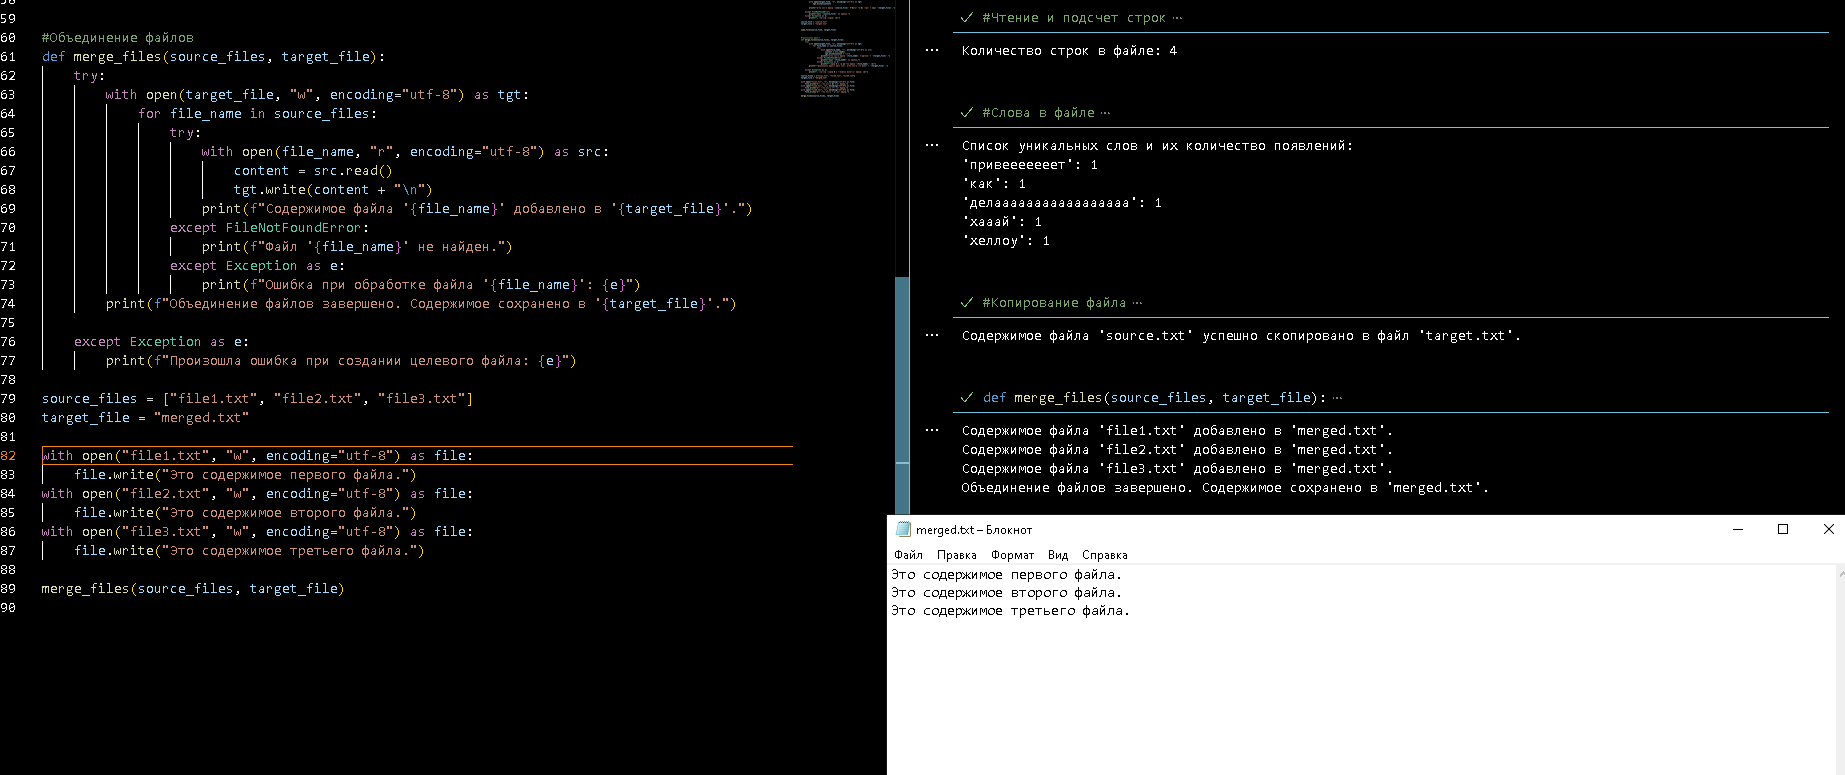 59
60 #Объединение файлов
61 def merge_files(source_files, target_file):
62 try:
63 with open(target_file, "w", encoding="utf-8") as tgt:
64 for file_name in source_files:
65 try:
66 with open(file_name, "r", encoding="utf-8") as src:
67 content = src.read()
68 tgt.write(content + "\n")
69 print(f"Содержимое файла '{file_name}' добавлено в '{target_file}'.")
70 except FileNotFoundError:
71 print(f"Файл '{file_name}' не найден.")
72 except Exception as e:
73 print(f"Ошибка при обработке файла '{file_name}': {e}")
74 print(f"Объединение файлов завершено. Содержимое сохранено в '{target_file}'.")
75
76 except Exception as e:
77 print(f"Произошла ошибка при создании целевого файла: {e}")
78
79 source_files = ["file1.txt", "file2.txt", "file3.txt"]
80 target_file = "merged.txt"
81
82 with open("file1.txt", "w", encoding="utf-8") as file:
83 file.write("Это содержимое первого файла.")
84 with open("file2.txt", "w", encoding="utf-8") as file:
85 file.write("Это содержимое второго файла.")
86 with open("file3.txt", "w", encoding="utf-8") as file:
87 file.write("Это содержимое третьего файла.")
88
89 merge_files(source_files, target_file)
90
#Чтение и подсчет строк ...
Количество строк в файле: 4
#Слова в файле ...
Список уникальных слов и их количество появлений:
'привеееееееет': 1
'как': 1
'делааааааааааааааааа': 1
'хааай': 1
'хеллоу': 1
#Копирование файла ...
Содержимое файла 'source.txt' успешно скопировано в файл 'target.txt'.
def merge_files(source_files, target_file): ...
Содержимое файла 'file1.txt' добавлено в 'merged.txt'.
Содержимое файла 'file2.txt' добавлено в 'merged.txt'.
Содержимое файла 'file3.txt' добавлено в 'merged.txt'.
Объединение файлов завершено. Содержимое сохранено в 'merged.txt'.
merged.txt – Блокнот
Файл Правка Формат Вид Справка
Это содержимое первого файла.
Это содержимое второго файла.
Это содержимое третьего файла.